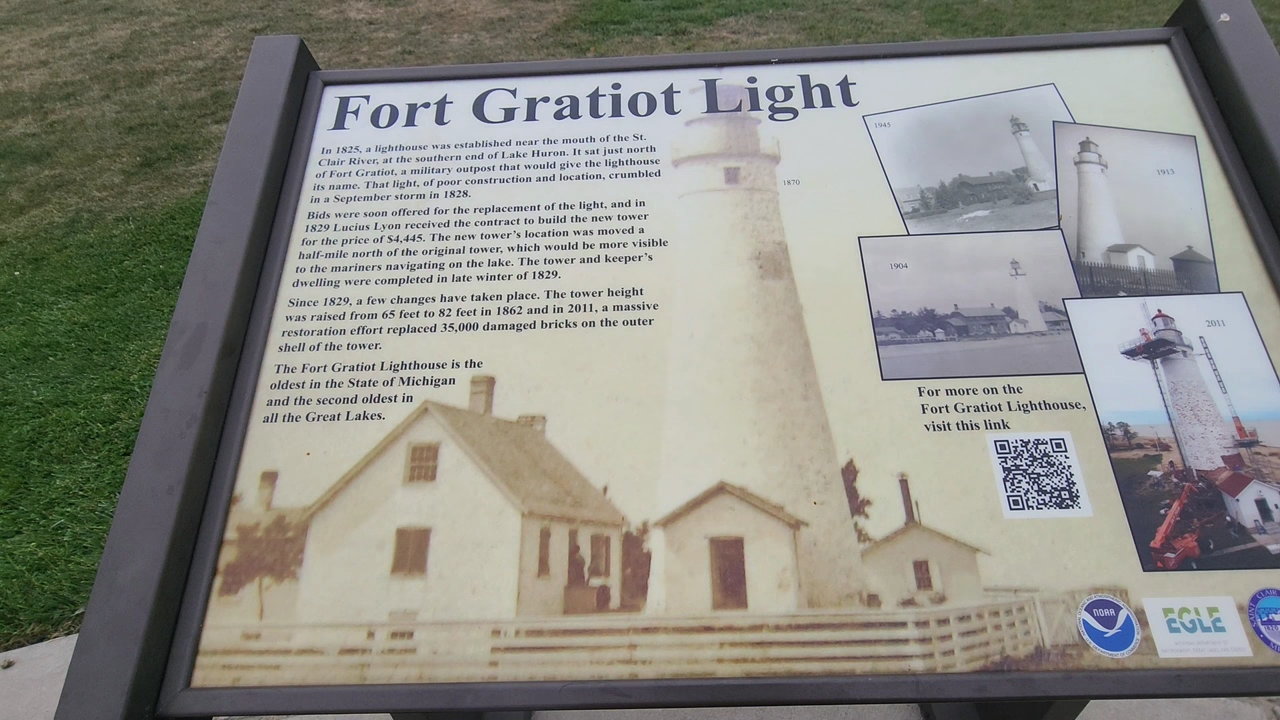 Fort Gratiot Light
In 1825, a lighthouse was established near the mouth of the St.
Clair River, at the southern end of Lake Huron. It sat just north
of Fort Gratiot, a military outpost that would give the lighthouse
its name. That light, of poor construction and location, crumbled
in a September storm in 1828.
Bids were soon offered for the replacement of the light, and in
1829 Lucius Lyon received the contract to build the new tower
for the price of $4,445. The new tower's location was moved a
half-mile north of the original tower, which would be more visible
to the mariners navigating on the lake. The tower and keeper's
dwelling were completed in late winter of 1829.
Since 1829, a few changes have taken place. The tower height
was raised from 65 feet to 82 feet in 1862 and in 2011, a massive
restoration effort replaced 35,000 damaged bricks on the outer
shell of the tower.
The Fort Gratiot Lighthouse is the
oldest in the State of Michigan
and the second oldest in
all the Great Lakes.
1870
1945
1913
1904
2011
For more on the
Fort Gratiot Lighthouse,
visit this link
NOAA
EGLE